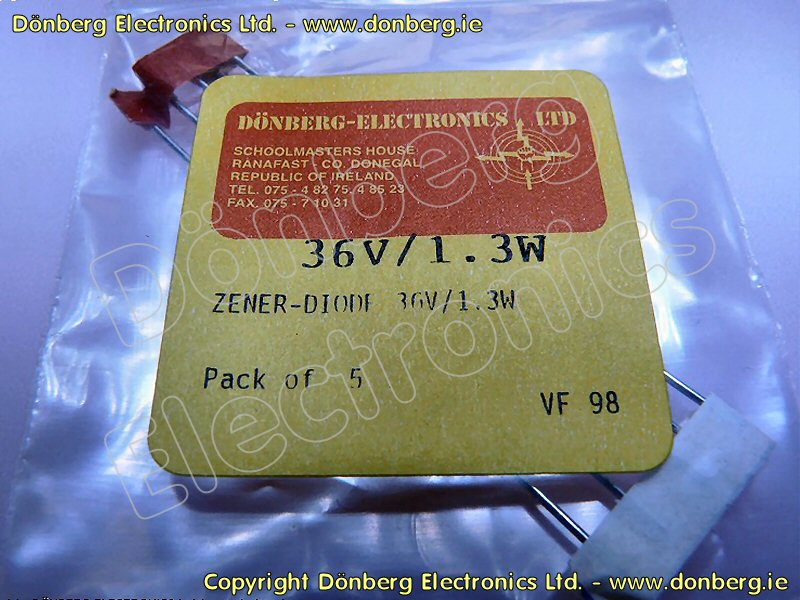 Dönberg Electronics Ltd. - www.donberg.ie
DÖNBERG-ELECTRONICS LTD
SCHOOLMASTERS HOUSE
RANAFAST - CO. DONEGAL
REPUBLIC OF IRELAND
TEL. 075 - 4 82 75, 4 85 23
FAX. 075 - 7 10 31
36V/1.3W
ZENER-DIODE 36V/1.3W
Pack of 5
VF 98
Dönberg
Electronics
Copyright Dönberg Electronics Ltd. - www.donberg.ie